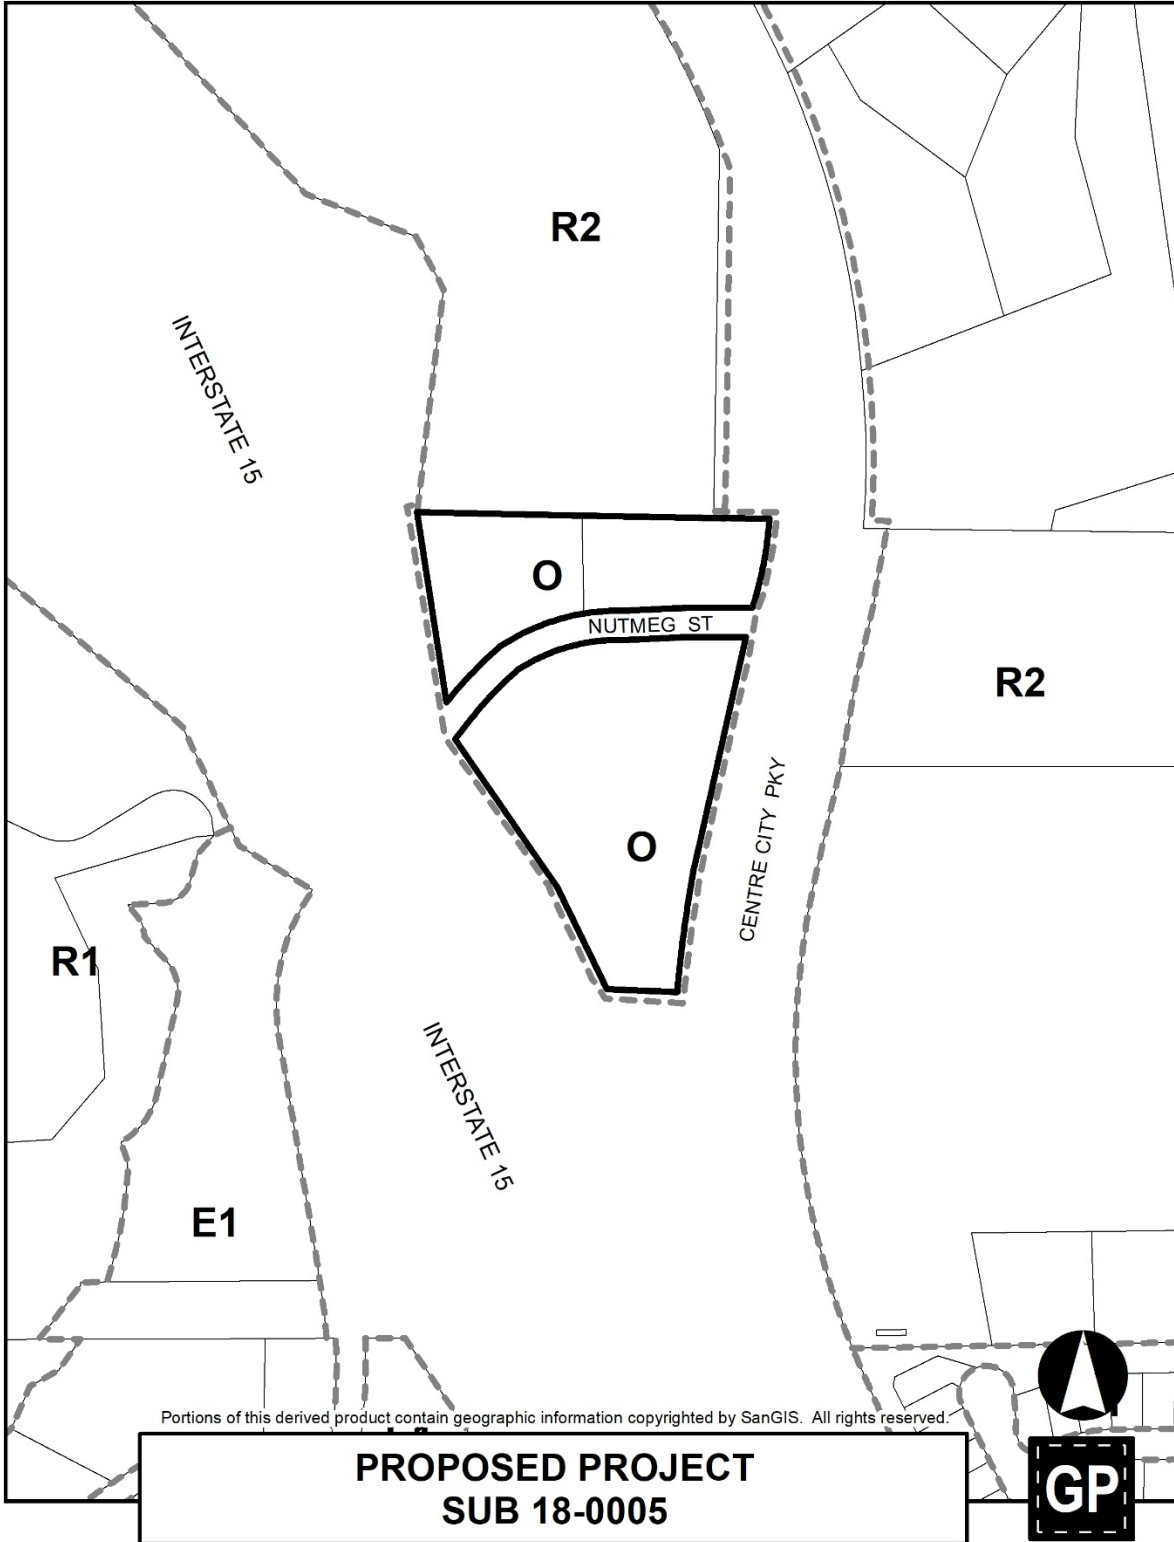 R2
INTERSTATE 15
O
NUTMEG ST
R2
CENTRE CITY PKY
O
R1
INTERSTATE 15
E1
Portions of this derived product contain geographic information copyrighted by SanGIS. All rights reserved.
PROPOSED PROJECT
SUB 18-0005
GP